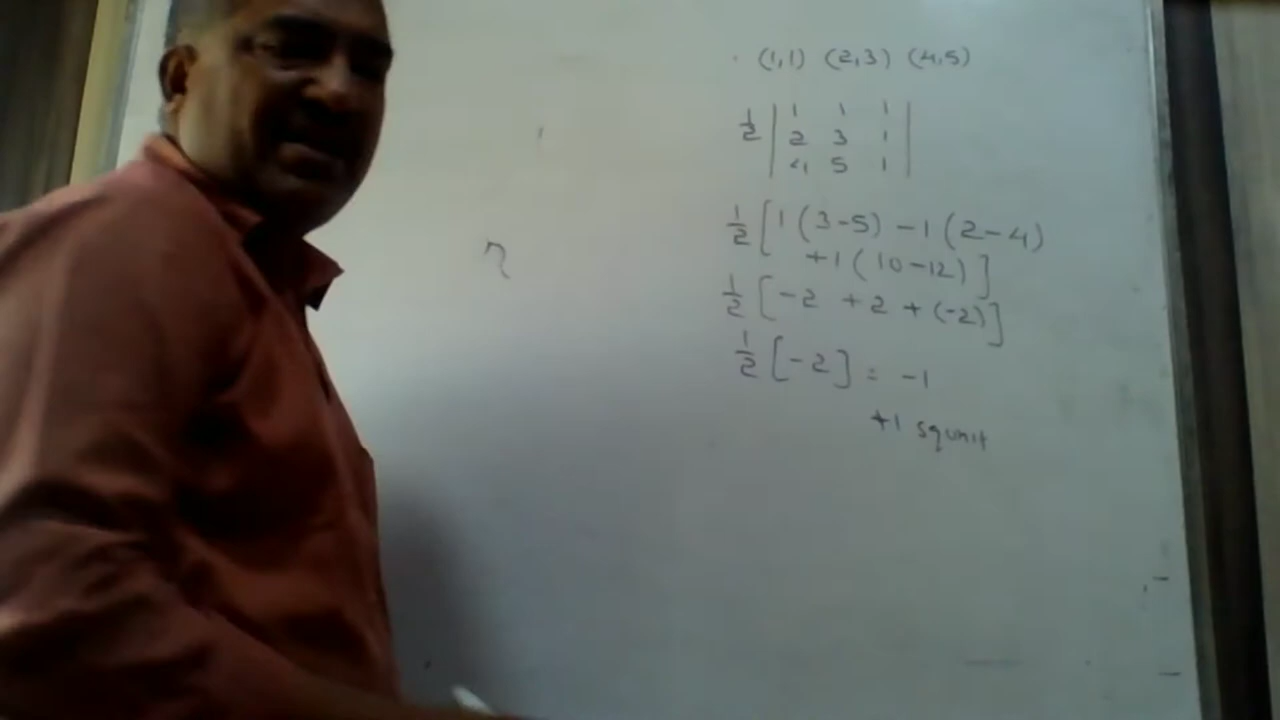 (1,1) (2,3) (4,5)
1/2 | 1 1 1 |
| 2 3 1 |
| 4 5 1 |
1/2 [ 1 (3-5) -1 (2-4)
+1 (10-12) ]
1/2 [ -2 +2 + (-2) ]
1/2 [-2] = -1
+1 squnit